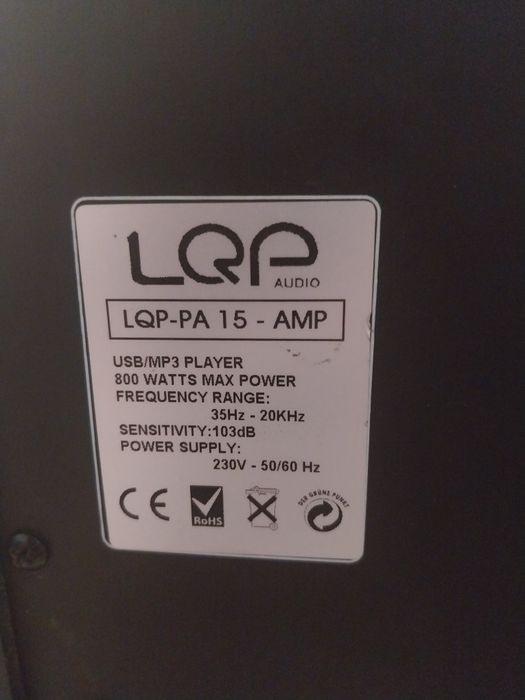 LQP
AUDIO
LQP-PA 15 - AMP
USB/MP3 PLAYER
800 WATTS MAX POWER
FREQUENCY RANGE:
35Hz - 20KHz
SENSITIVITY:103dB
POWER SUPPLY:
230V - 50/60 Hz
CE
RoHS
DER GRÜNE PUNKT